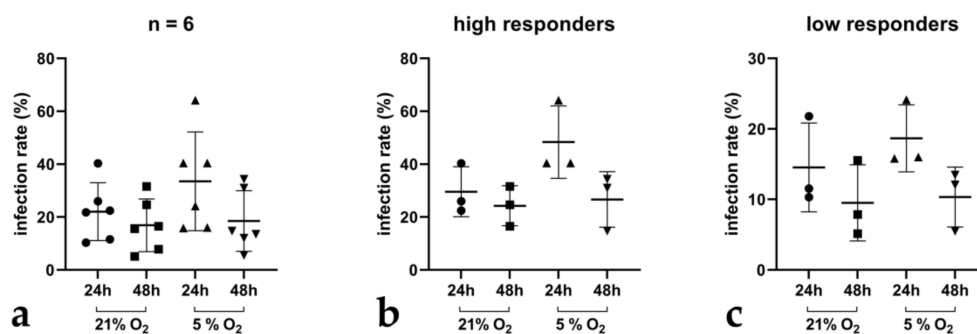 n = 6
80
60
40
20
0
infection rate (%)
24h 48h 24h 48h
21% O₂ 5 % O₂
a
high responders
80
60
40
20
0
infection rate (%)
24h 48h 24h 48h
21% O₂ 5 % O₂
b
low responders
30
20
10
0
infection rate (%)
24h 48h 24h 48h
21% O₂ 5 % O₂
c